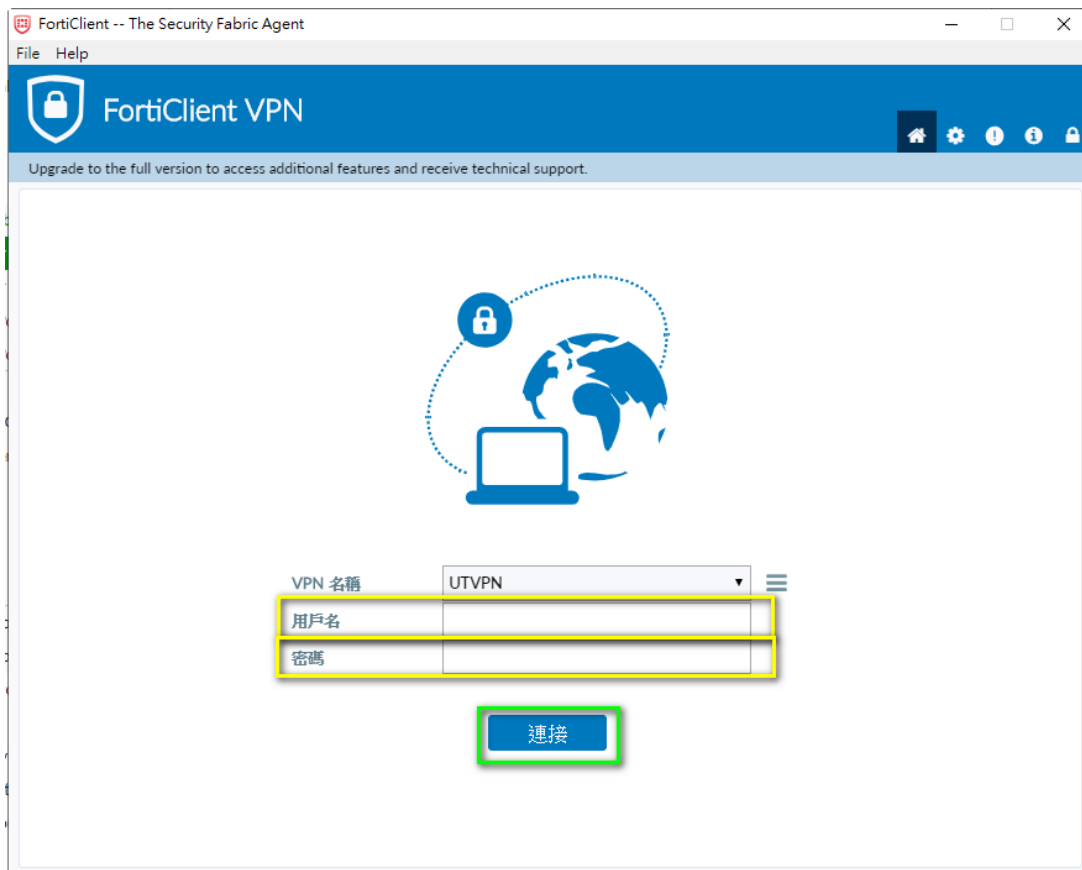 FortiClient -- The Security Fabric Agent
File Help
FortiClient VPN
Upgrade to the full version to access additional features and receive technical support.
VPN 名稱 UTVPN
用戶名
密碼
連接